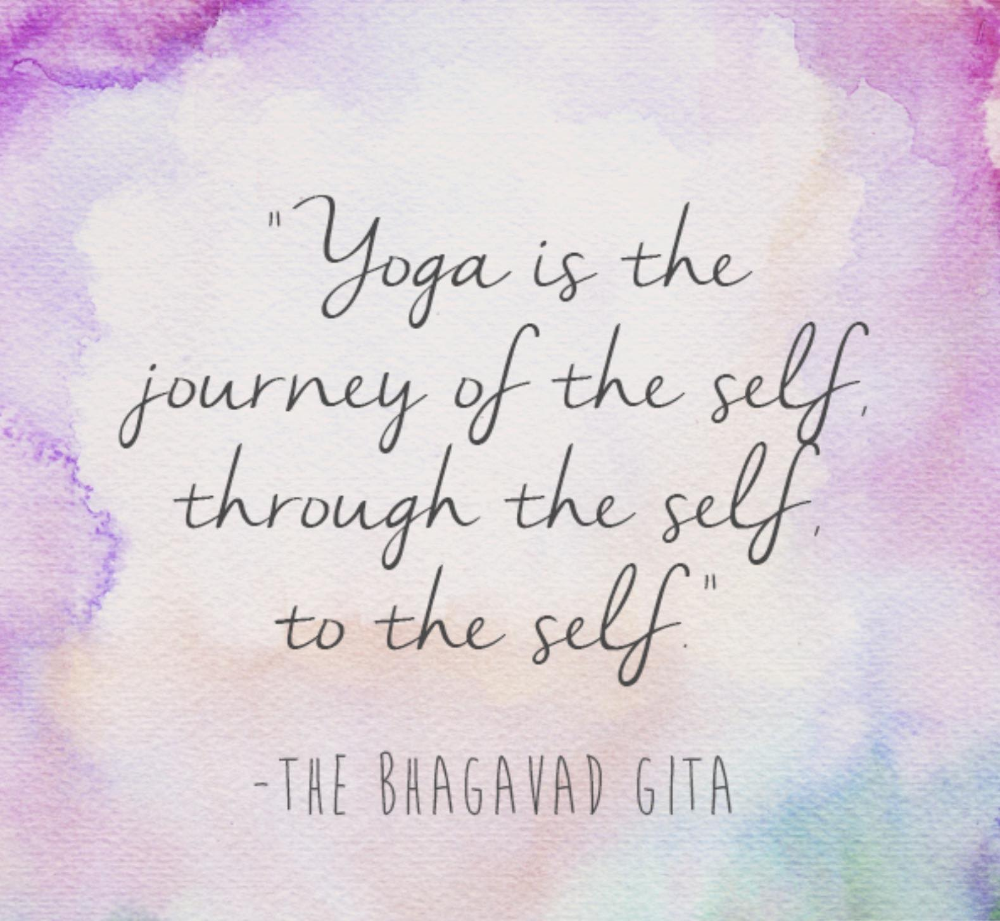 "Yoga is the
journey of the self,
through the self,
to the self."
-THE BHAGAVAD GITA